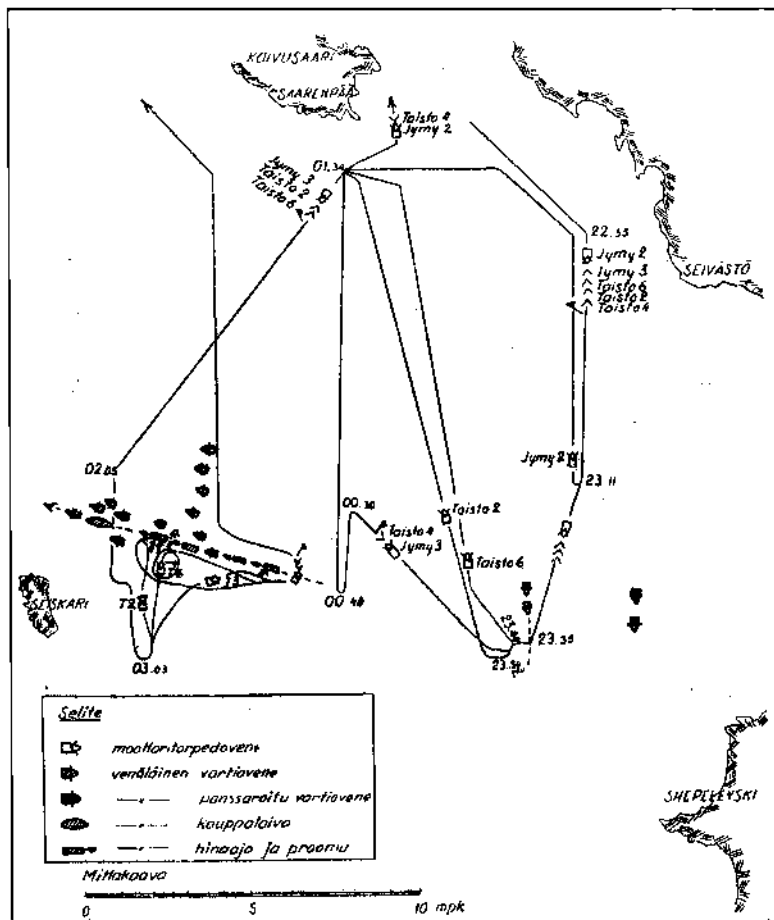 KOIVUSAARI
SAARENPÄÄ
Taisto 4
Jymy 2
01.34
Jymy 3
Taisto 2
Taisto 6
22.55
Jymy 2
Jymy 3
Taisto 6
Taisto 2
Taisto 4
SEIVÄSTÖ
02.05
Jymy 2
23.11
00.30
Taisto 4
Jymy 3
Taisto 2
Taisto 6
SEISKARI
T2
00.48
23.35
03.03
Selite
moottoritorpedovene
venäläinen vartiovene
—"— panssaroitu vartiovene
—"— kauppalaiva
—"— hinaaja ja proomu
SHEPELEVSKI
Mittakaava
0 5 10 mpk